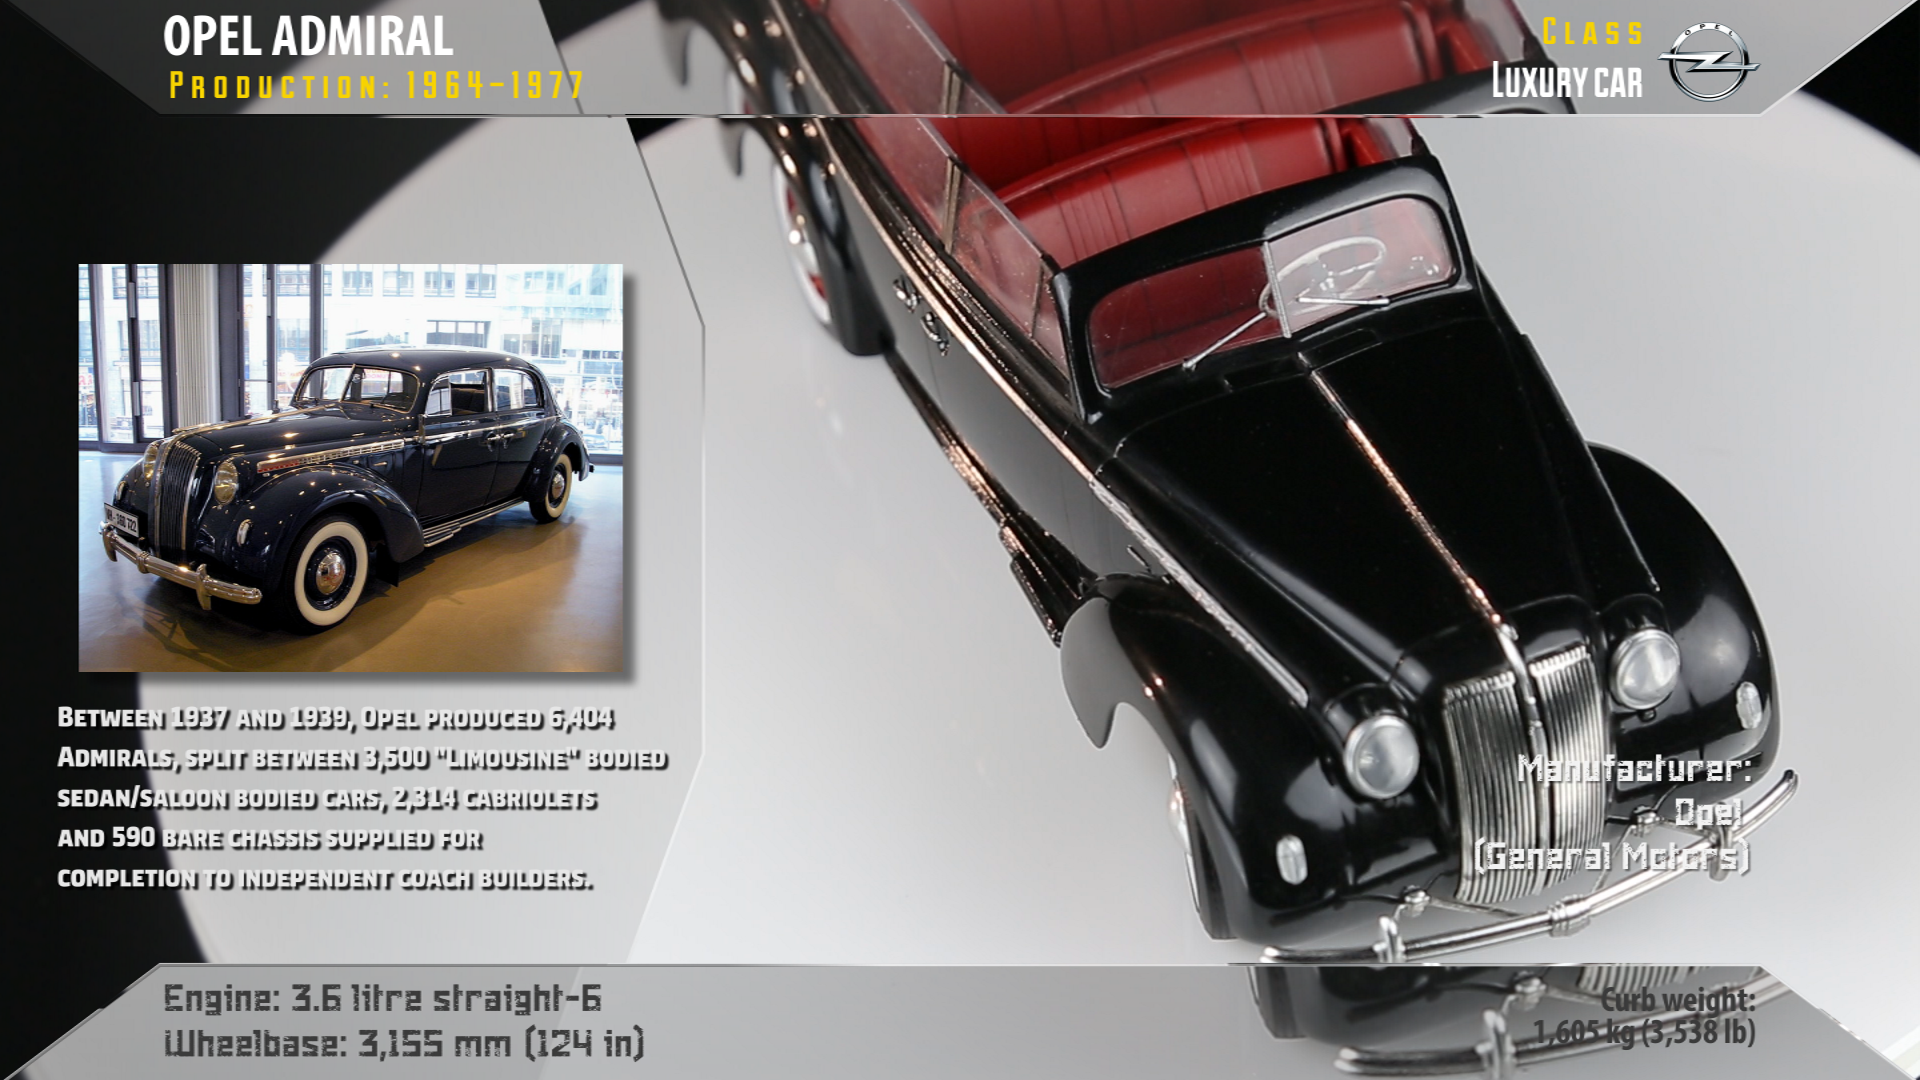 OPEL ADMIRAL
PRODUCTION: 1964-1977
CLASS
LUXURY CAR
OPEL
BETWEEN 1937 AND 1939, OPEL PRODUCED 6,404
ADMIRALS, SPLIT BETWEEN 3,500 "LIMOUSINE" BODIED
SEDAN/SALOON BODIED CARS, 2,314 CABRIOLETS
AND 590 BARE CHASSIS SUPPLIED FOR
COMPLETION TO INDEPENDENT COACH BUILDERS.
Manufacturer:
Opel
(General Motors)
Engine: 3.6 litre straight-6
Wheelbase: 3,155 mm (124 in)
Curb weight:
1,605 kg (3,538 lb)